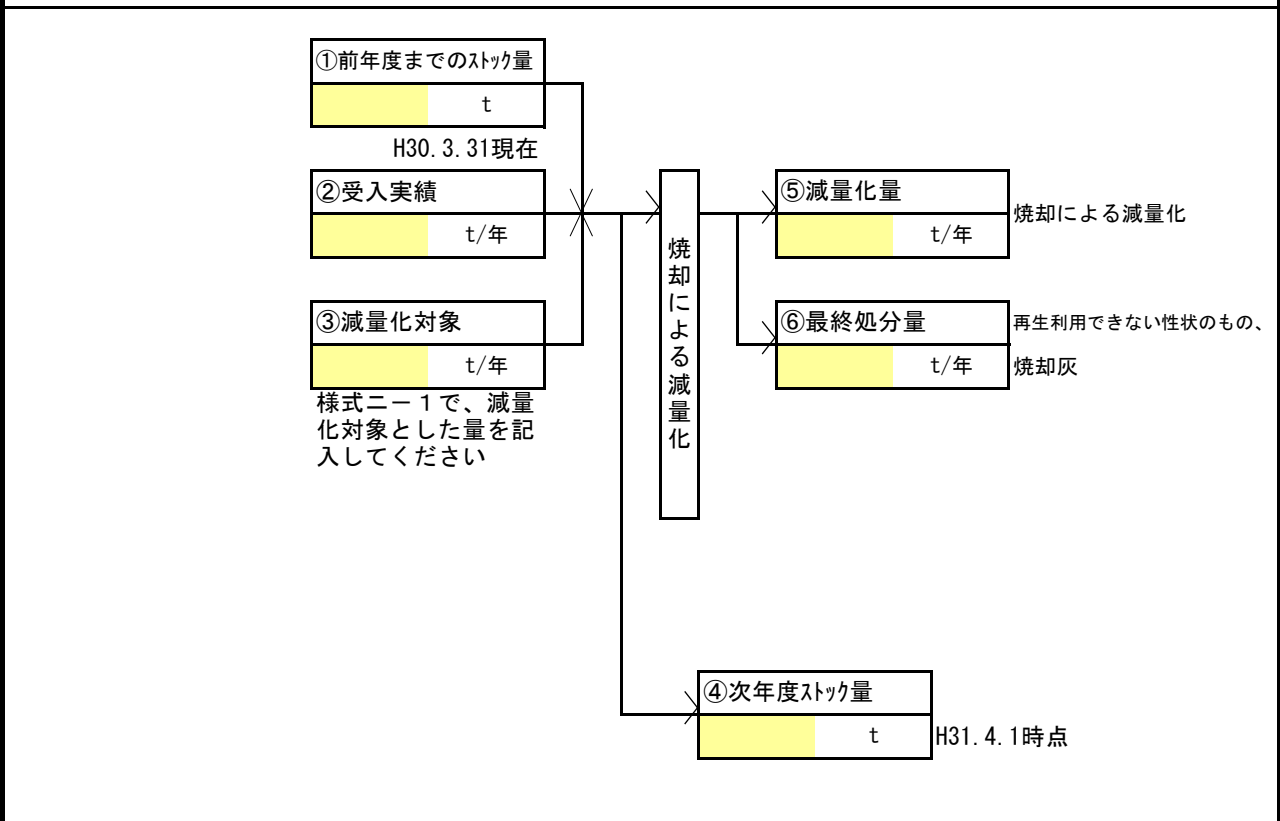 ①前年度までのｽﾄｯｸ量
t
H30.3.31現在
②受入実績
t/年
③減量化対象
t/年
様式ニー１で、減量
化対象とした量を記
入してください
焼却による減量化
⑤減量化量
t/年
焼却による減量化
⑥最終処分量
t/年
再生利用できない性状のもの、
焼却灰
④次年度ｽﾄｯｸ量
t
H31.4.1時点